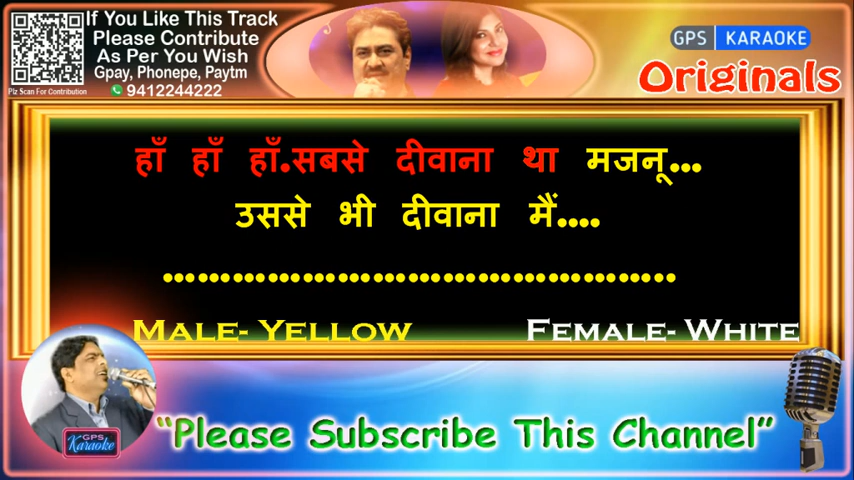 If You Like This Track
Please Contribute
As Per You Wish
Gpay, Phonepe, Paytm
Plz Scan For Contribution
9412244222
GPS | KARAOKE
Originals
हाँ हाँ हाँ.सबसे दीवाना था मजनू...
उससे भी दीवाना मैं....
............................................
MALE- YELLOW
FEMALE- WHITE
GPS
Karaoke
“Please Subscribe This Channel”